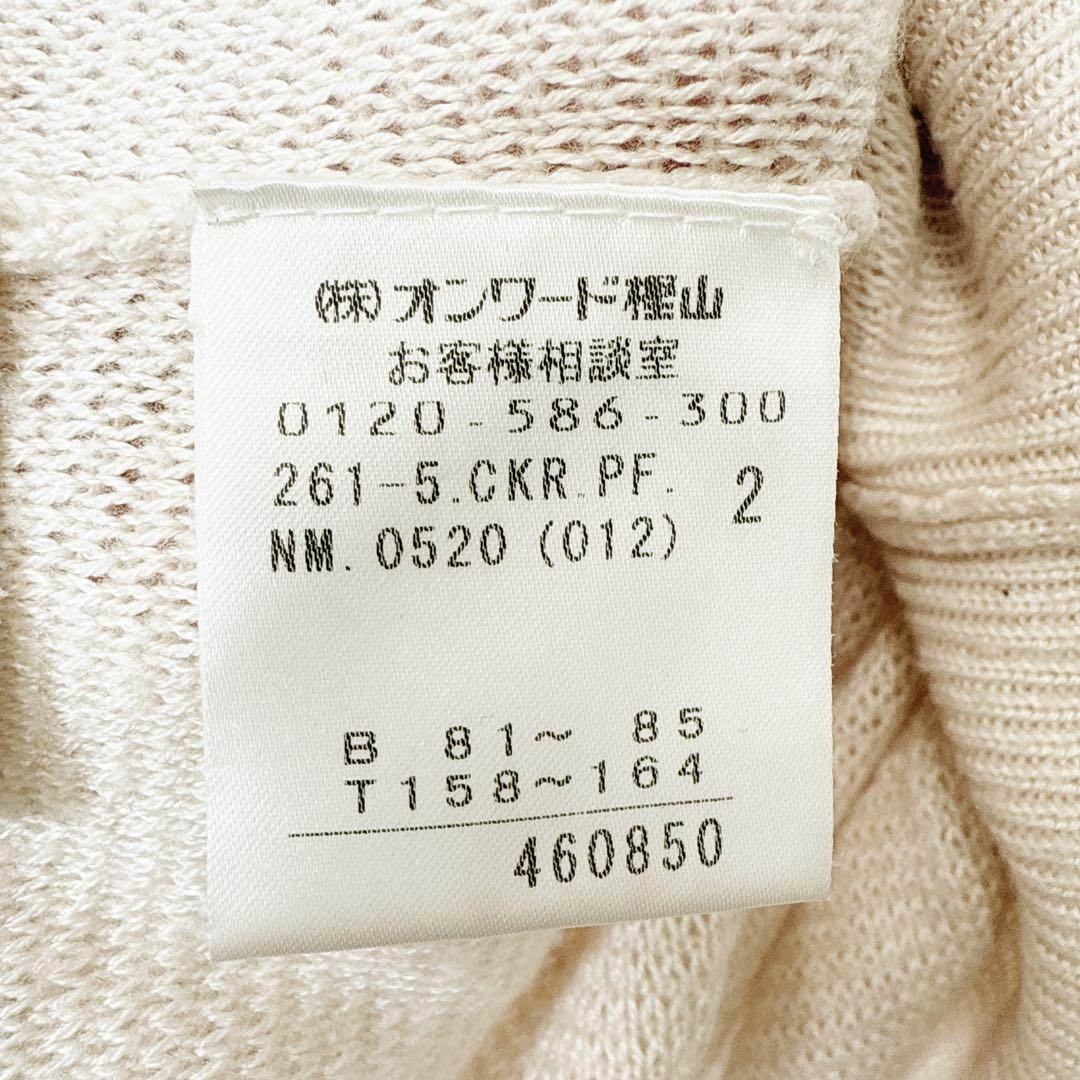 (株)オンワード樫山
お客様相談室
0120-586-300
261-5.CKR.PF. 2
NM. 0520 (012)
B 81～ 85
T158～164
460850